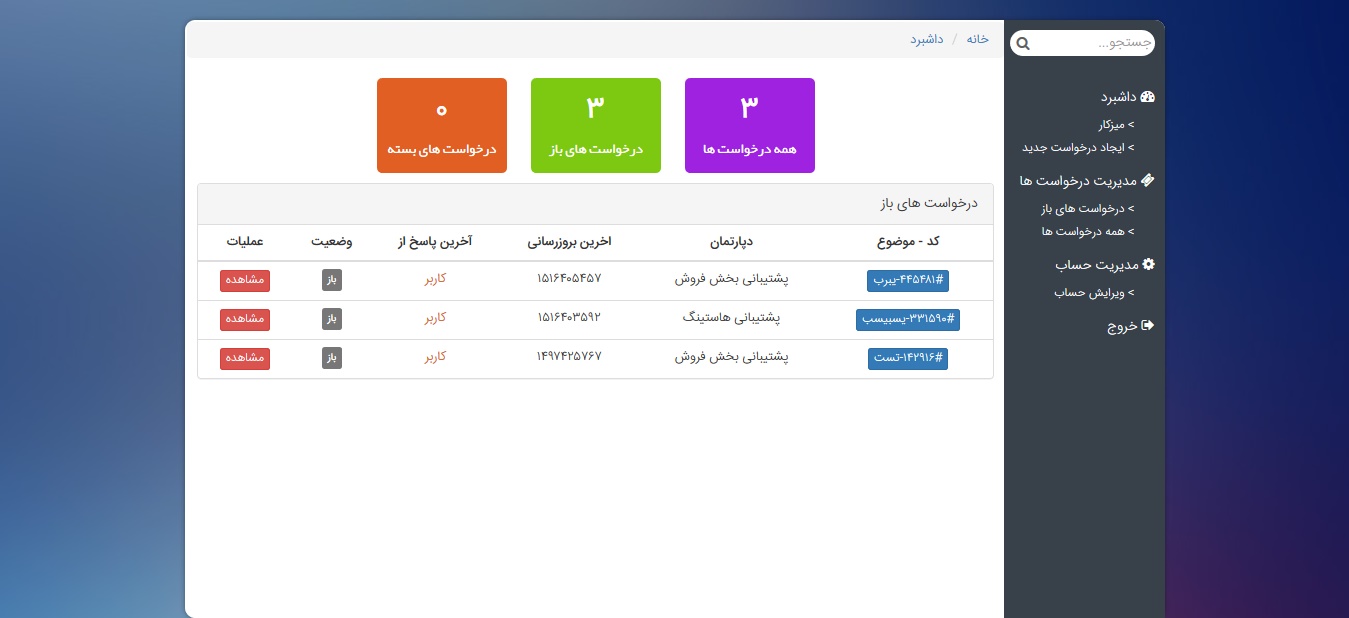 جستجو...
داشبرد
> میزکار
> ایجاد درخواست جدید
مدیریت درخواست ها
> درخواست های باز
> همه درخواست ها
مدیریت حساب
> ویرایش حساب
خروج
خانه / داشبرد
۳
همه درخواست ها
۳
درخواست های باز
۰
درخواست های بسته
درخواست های باز
کد - موضوع دپارتمان اخرین بروزرسانی آخرین پاسخ از وضعیت عملیات
#۴۴۵۴۸۱-یبرب پشتیبانی بخش فروش ۱۵۱۶۴۰۵۴۵۷ کاربر باز مشاهده
#۳۳۱۵۹۰-یسبیسب پشتیبانی هاستینگ ۱۵۱۶۴۰۳۵۹۲ کاربر باز مشاهده
#۱۴۲۹۱۶-تست پشتیبانی بخش فروش ۱۴۹۷۴۲۵۷۶۷ کاربر باز مشاهده